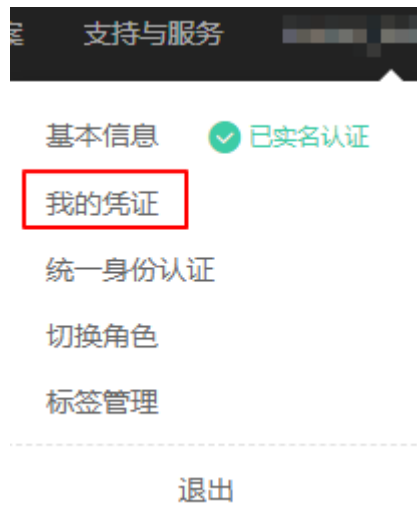 支持与服务
基本信息 已实名认证
我的凭证
统一身份认证
切换角色
标签管理
退出